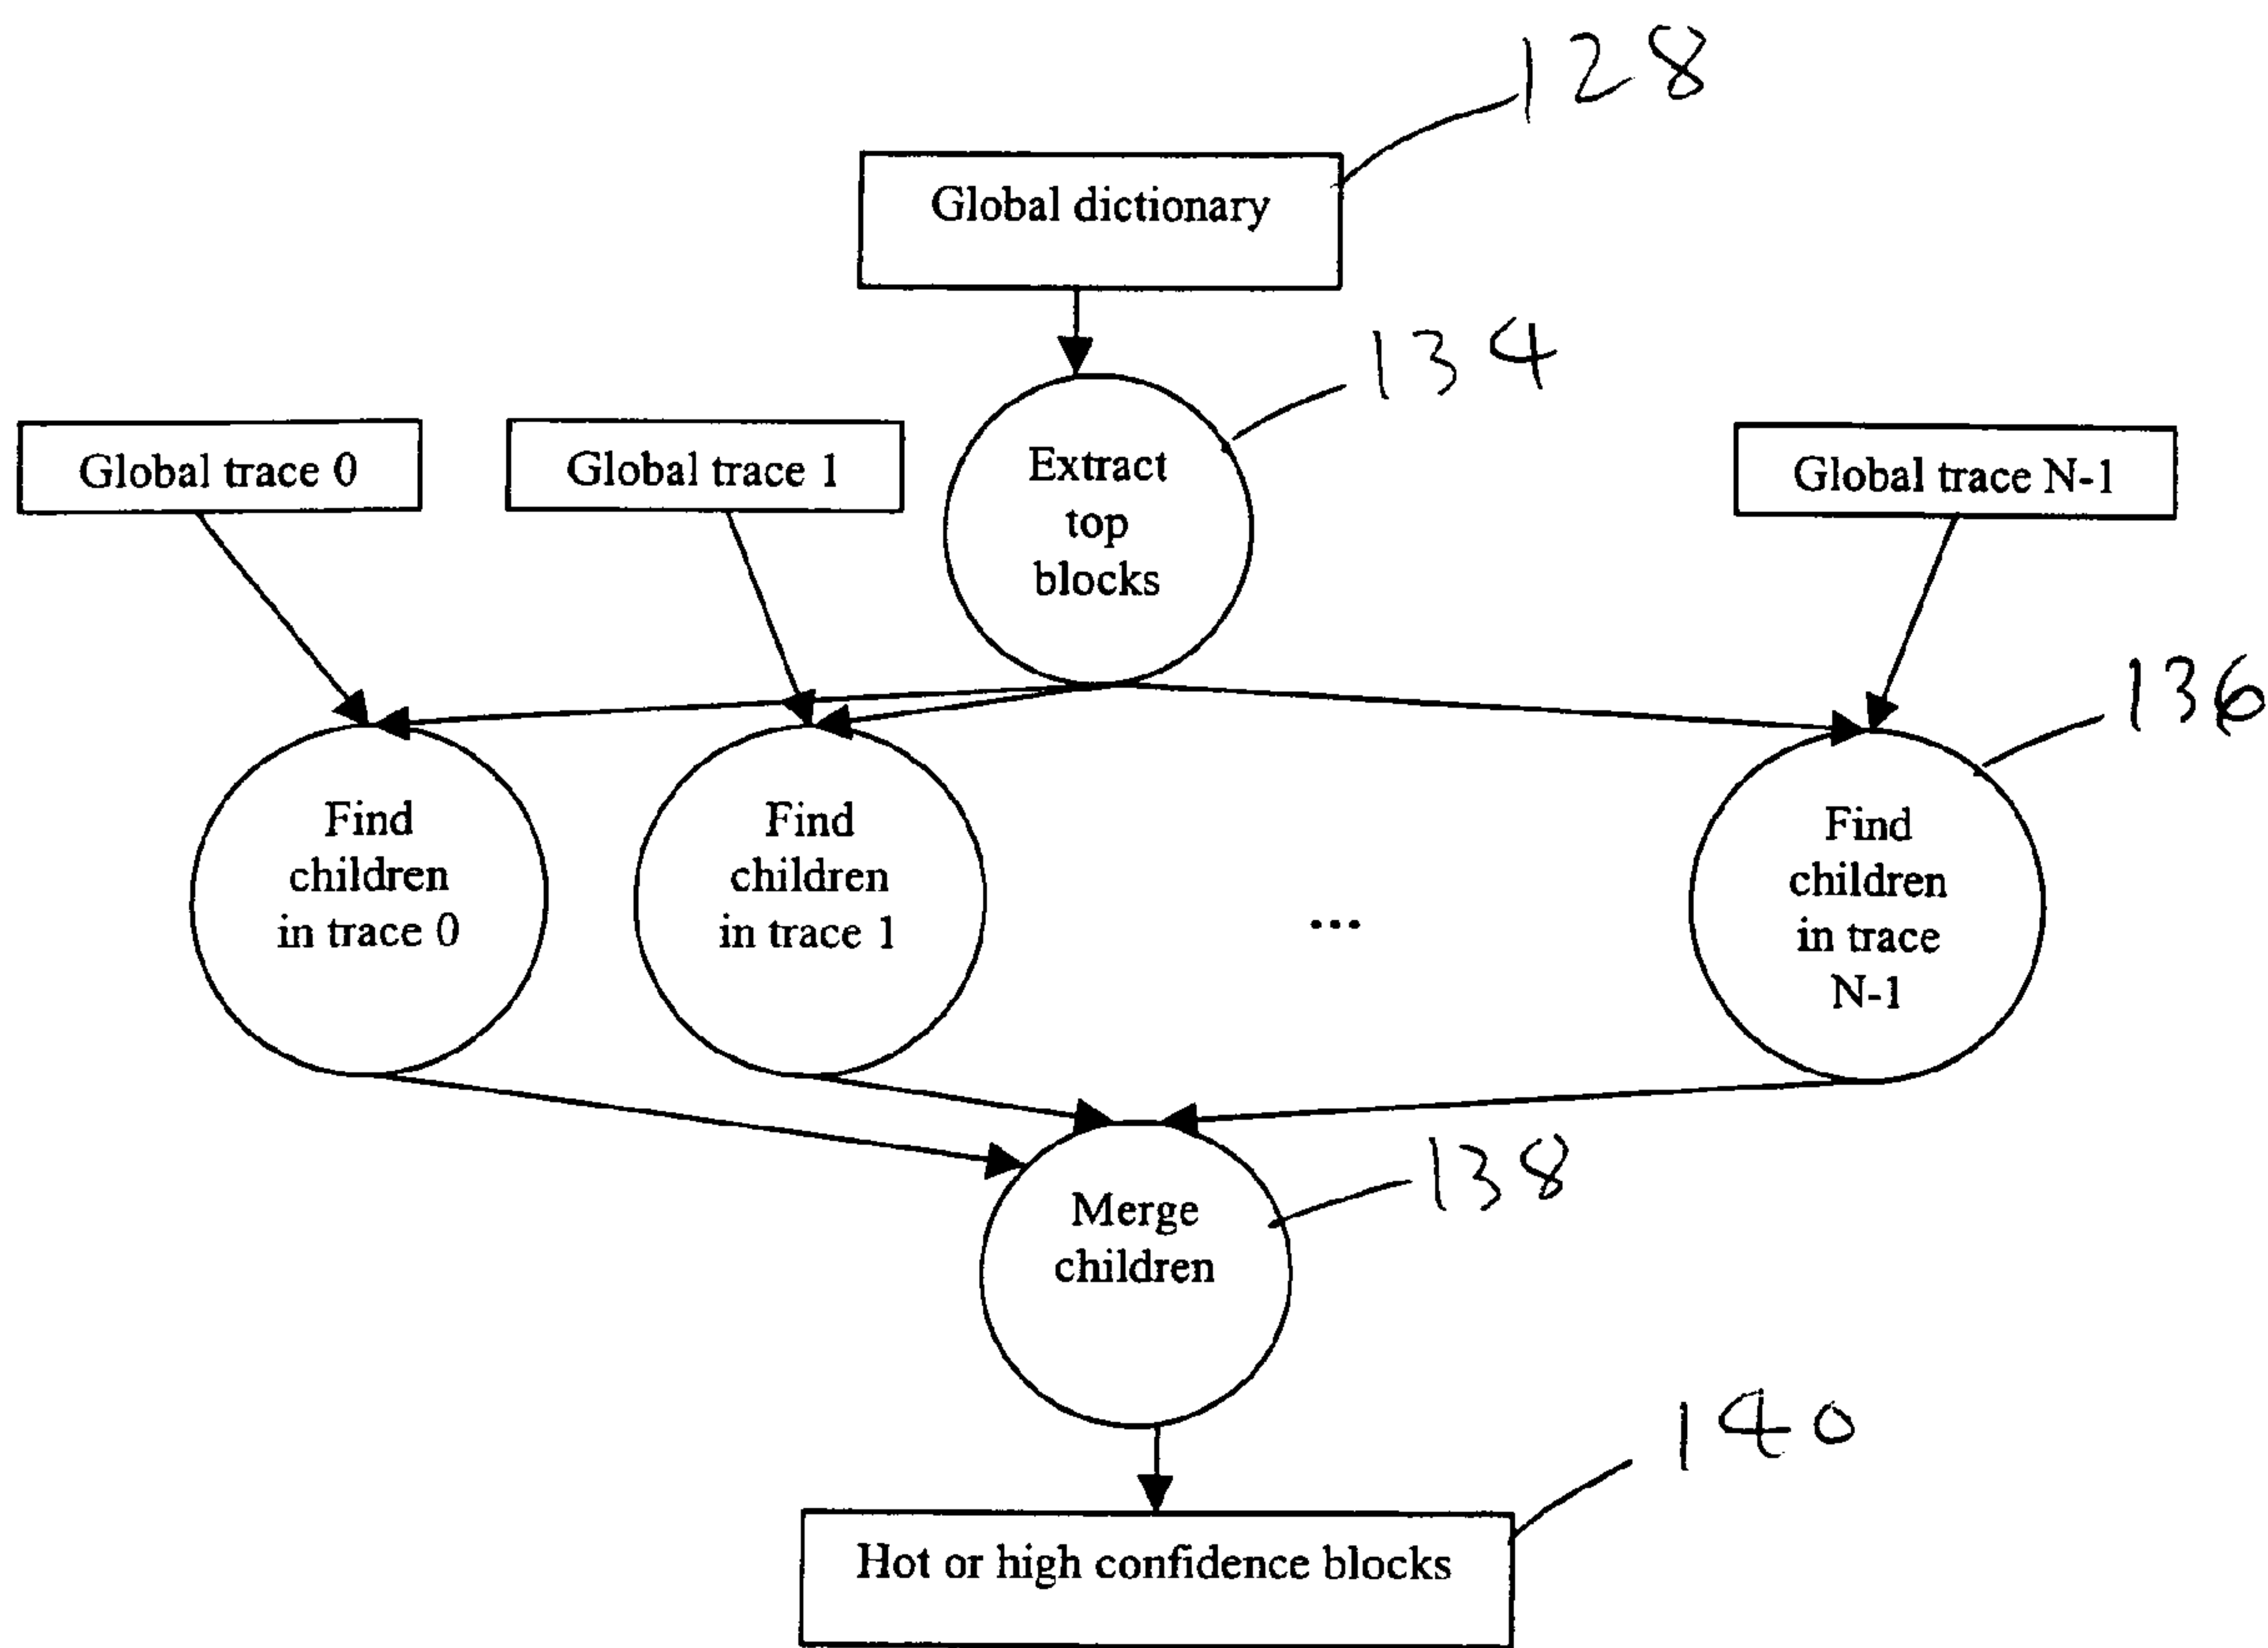 128
Global dictionary
134
Global trace 0
Global trace 1
Extract
top
blocks
Global trace N-1
136
Find
children
in trace 0
Find
children
in trace 1
...
Find
children
in trace
N-1
138
Merge
children
140
Hot or high confidence blocks